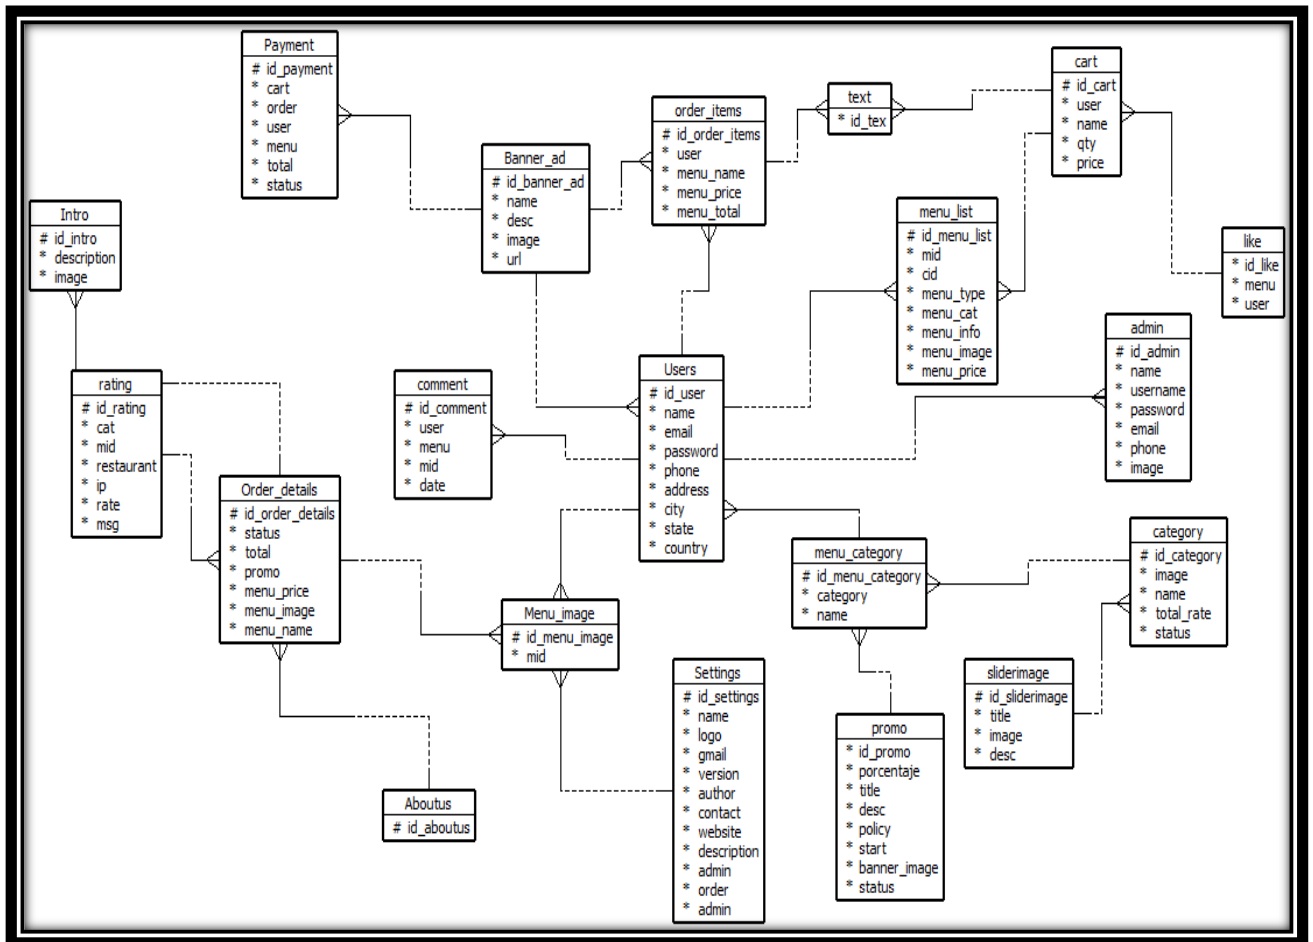 Payment
# id_payment
* cart
* order
* user
* menu
* total
* status
Intro
# id_intro
* description
* image
Banner_ad
# id_banner_ad
* name
* desc
* image
* url
order_items
# id_order_items
* user
* menu_name
* menu_price
* menu_total
text
* id_tex
cart
# id_cart
* user
* name
* qty
* price
menu_list
# id_menu_list
* mid
* cid
* menu_type
* menu_cat
* menu_info
* menu_image
* menu_price
like
* id_like
* menu
* user
admin
# id_admin
* name
* username
* password
* email
* phone
* image
rating
# id_rating
* cat
* mid
* restaurant
* ip
* rate
* msg
comment
# id_comment
* user
* menu
* mid
* date
Users
# id_user
* name
* email
* password
* phone
* address
* city
* state
* country
Order_details
# id_order_details
* status
* total
* promo
* menu_price
* menu_image
* menu_name
menu_category
# id_menu_category
* category
* name
category
# id_category
* image
* name
* total_rate
* status
Menu_image
# id_menu_image
* mid
Settings
# id_settings
* name
* logo
* gmail
* version
* author
* contact
* website
* description
* admin
* order
* admin
sliderimage
# id_sliderimage
* title
* image
* desc
promo
* id_promo
* porcentaje
* title
* desc
* policy
* start
* banner_image
* status
Aboutus
# id_aboutus